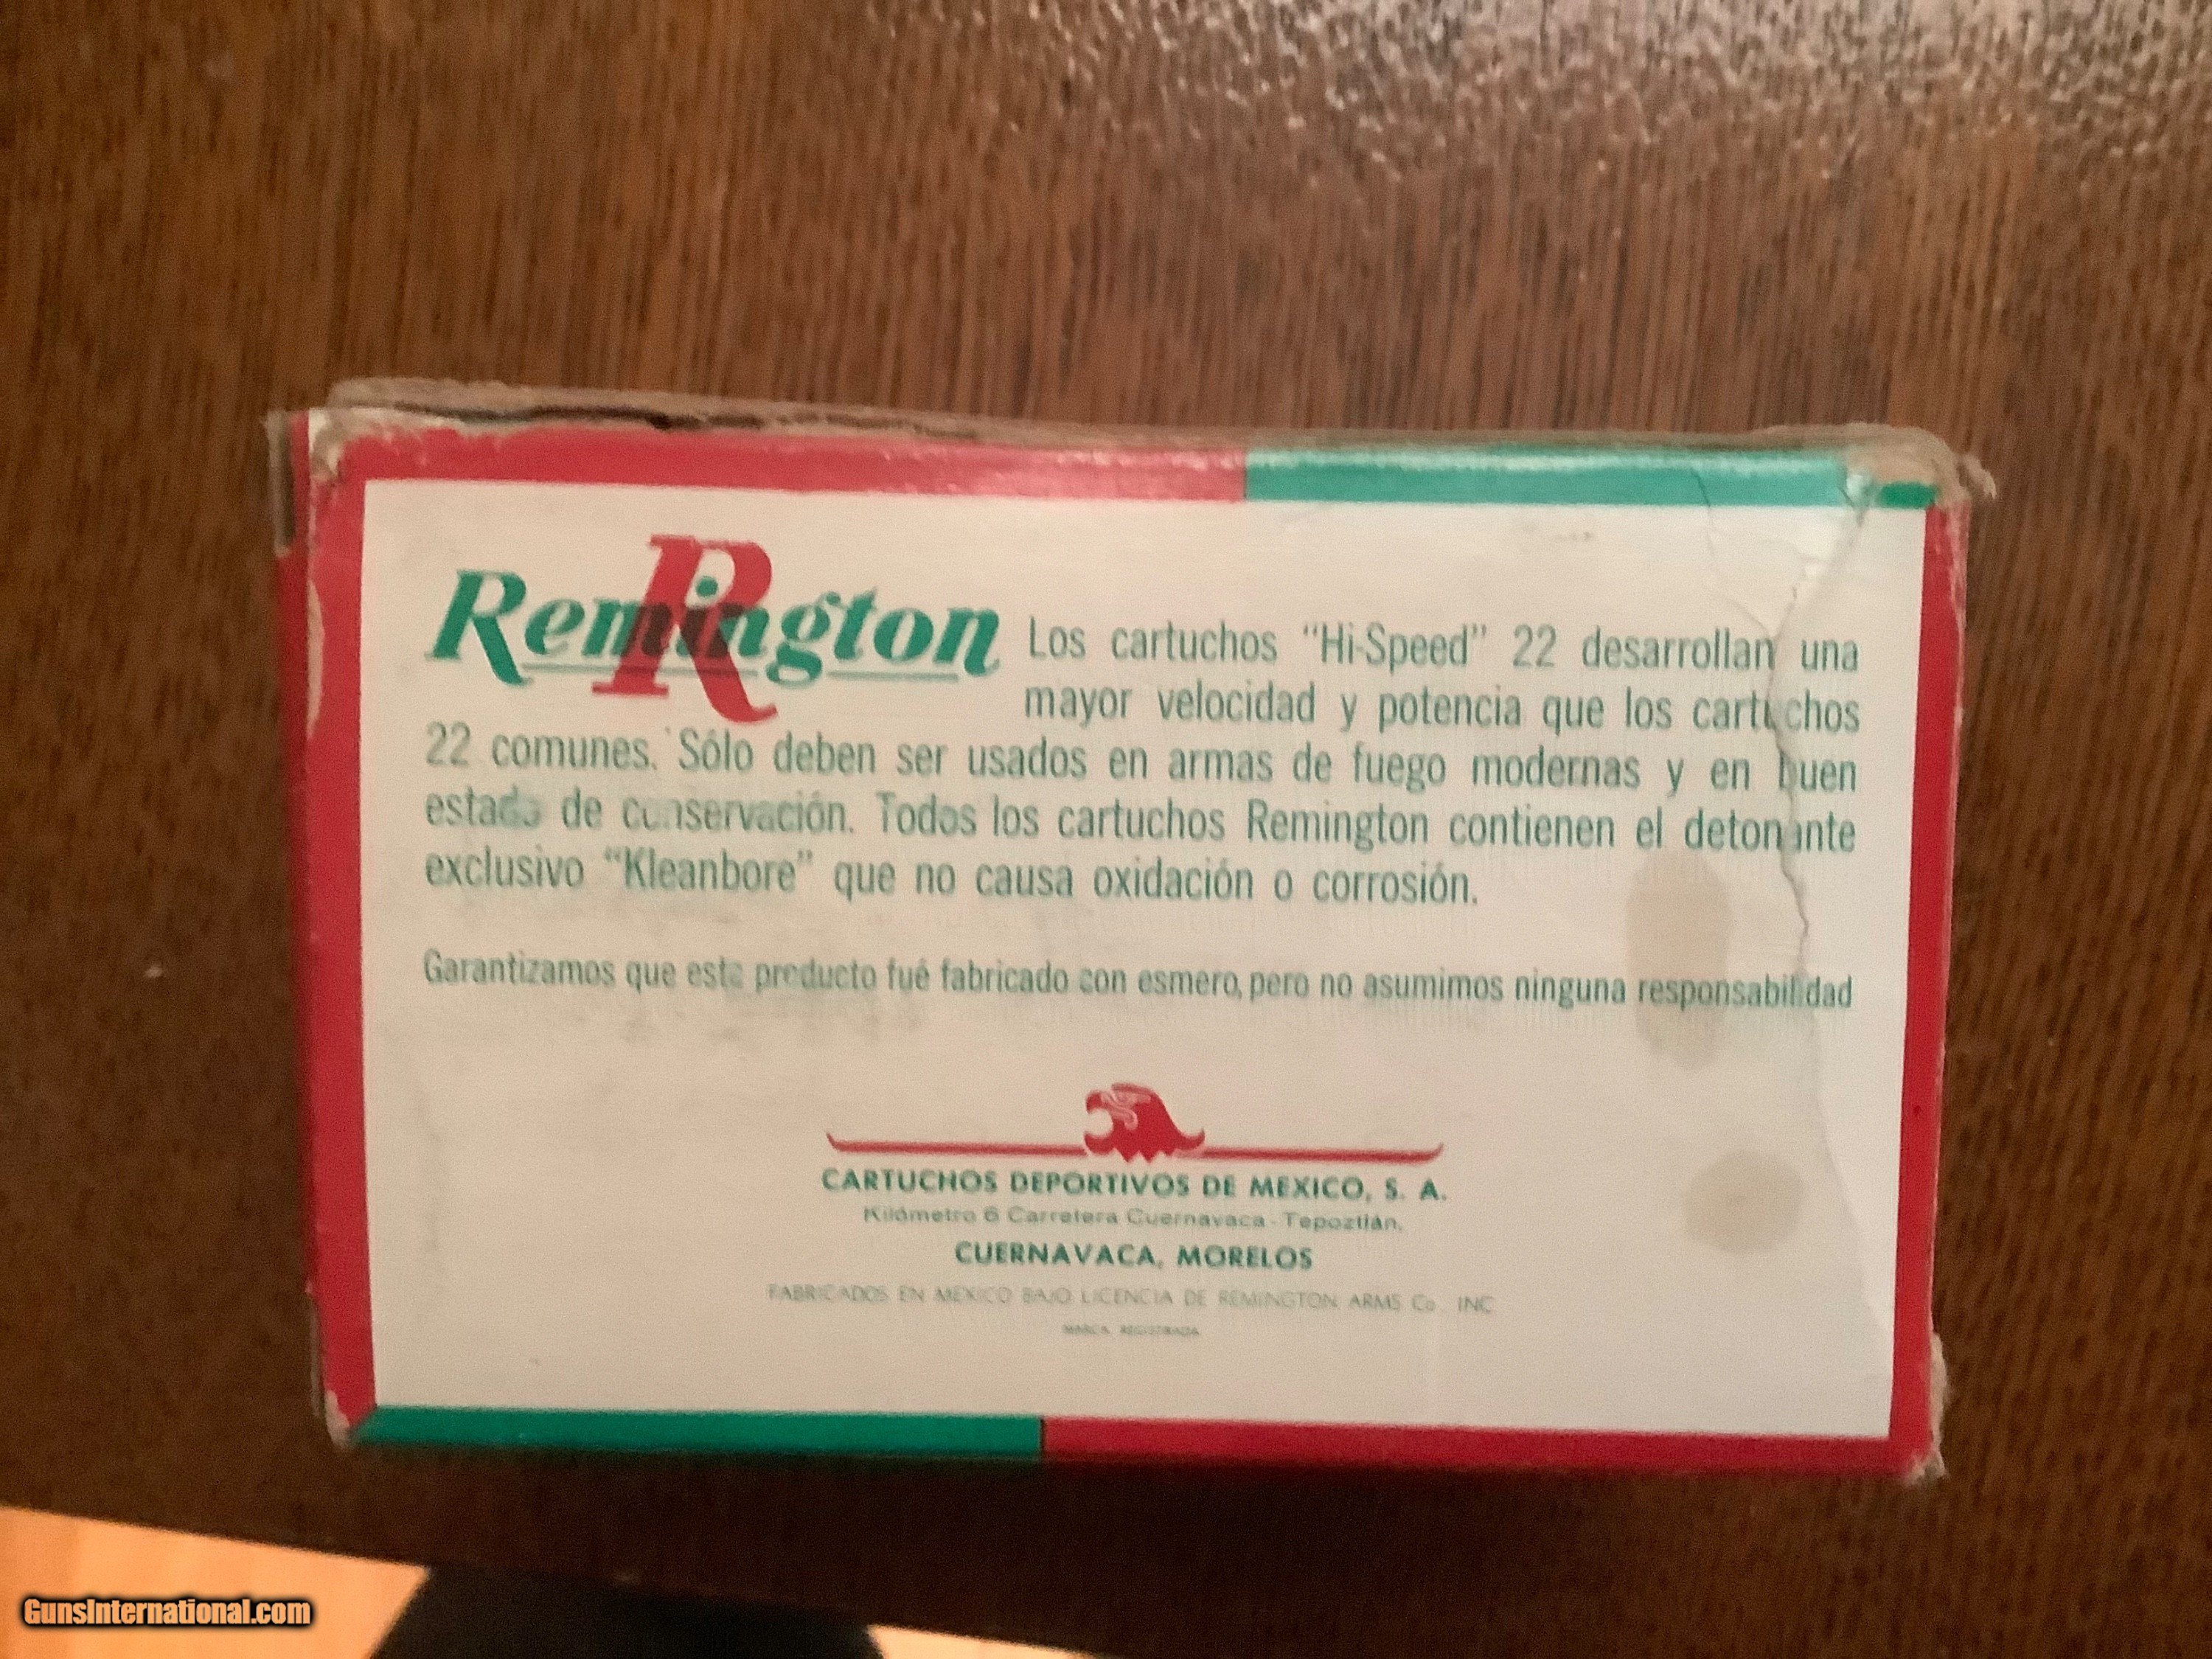 Remington
Los cartuchos "Hi-Speed" 22 desarrollan una
mayor velocidad y potencia que los cartuchos
22 comunes. Sólo deben ser usados en armas de fuego modernas y en buen
estado de conservación. Todos los cartuchos Remington contienen el detonante
exclusivo "Kleanbore" que no causa oxidación o corrosión.
Garantizamos que este producto fué fabricado con esmero, pero no asumimos ninguna responsabilidad
CARTUCHOS DEPORTIVOS DE MEXICO, S. A.
Kilómetro 6 Carretera Cuernavaca - Tepoztlán.
CUERNAVACA, MORELOS
FABRICADOS EN MEXICO BAJO LICENCIA DE REMINGTON ARMS Co. INC
MARCA REGISTRADA
GunsInternational.com